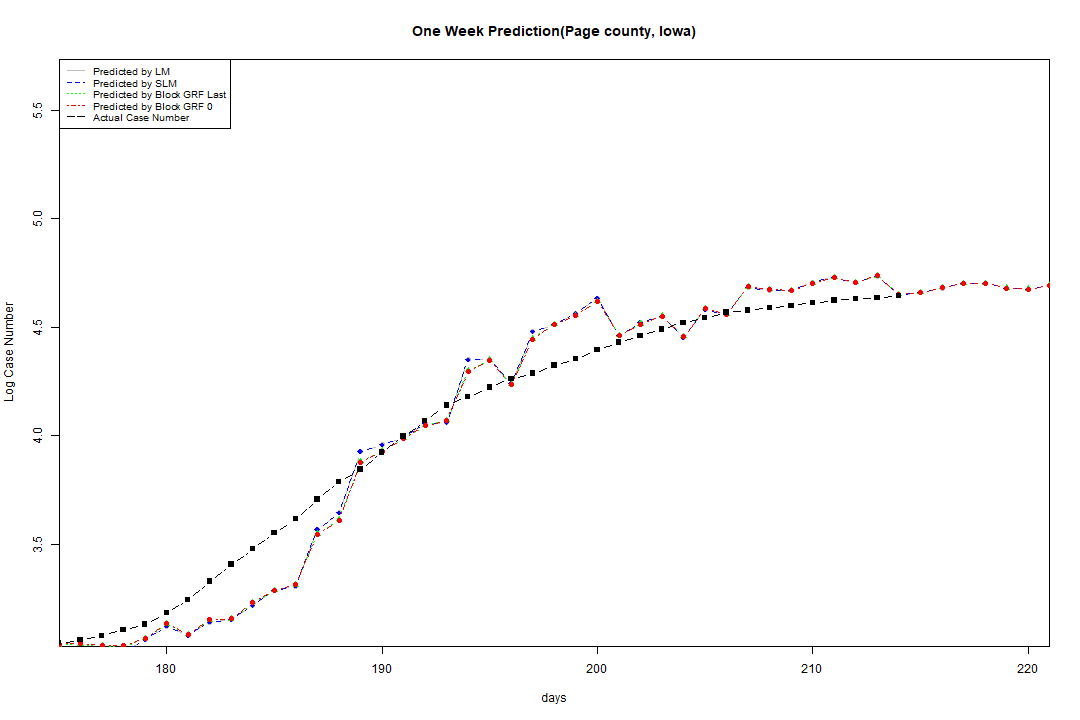 One Week Prediction(Page county, Iowa)
Predicted by LM
Predicted by SLM
Predicted by Block GRF Last
Predicted by Block GRF 0
Actual Case Number
5.5
5.0
4.5
4.0
3.5
Log Case Number
180 190 200 210 220
days